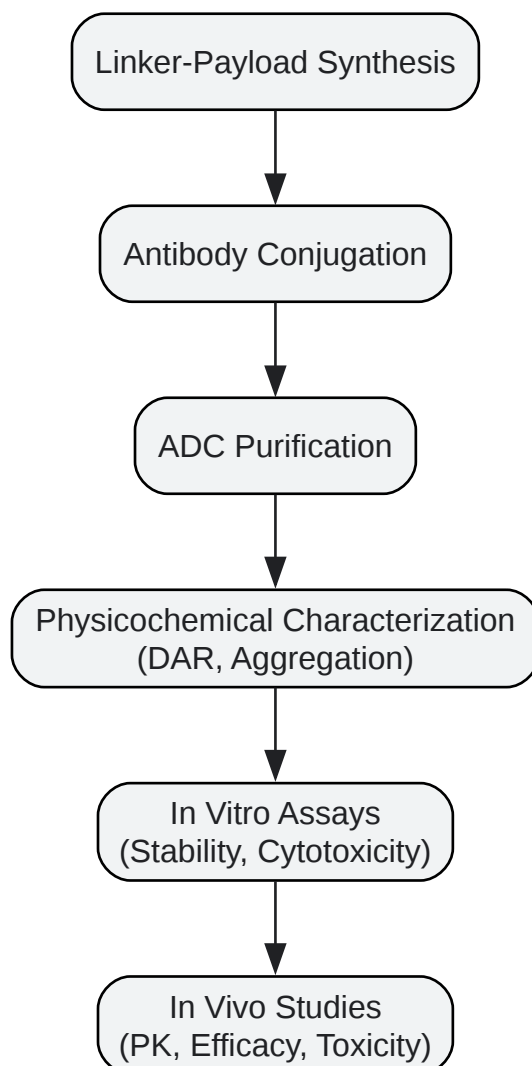 Linker-Payload Synthesis
Antibody Conjugation
ADC Purification
Physicochemical Characterization
(DAR, Aggregation)
In Vitro Assays
(Stability, Cytotoxicity)
In Vivo Studies
(PK, Efficacy, Toxicity)